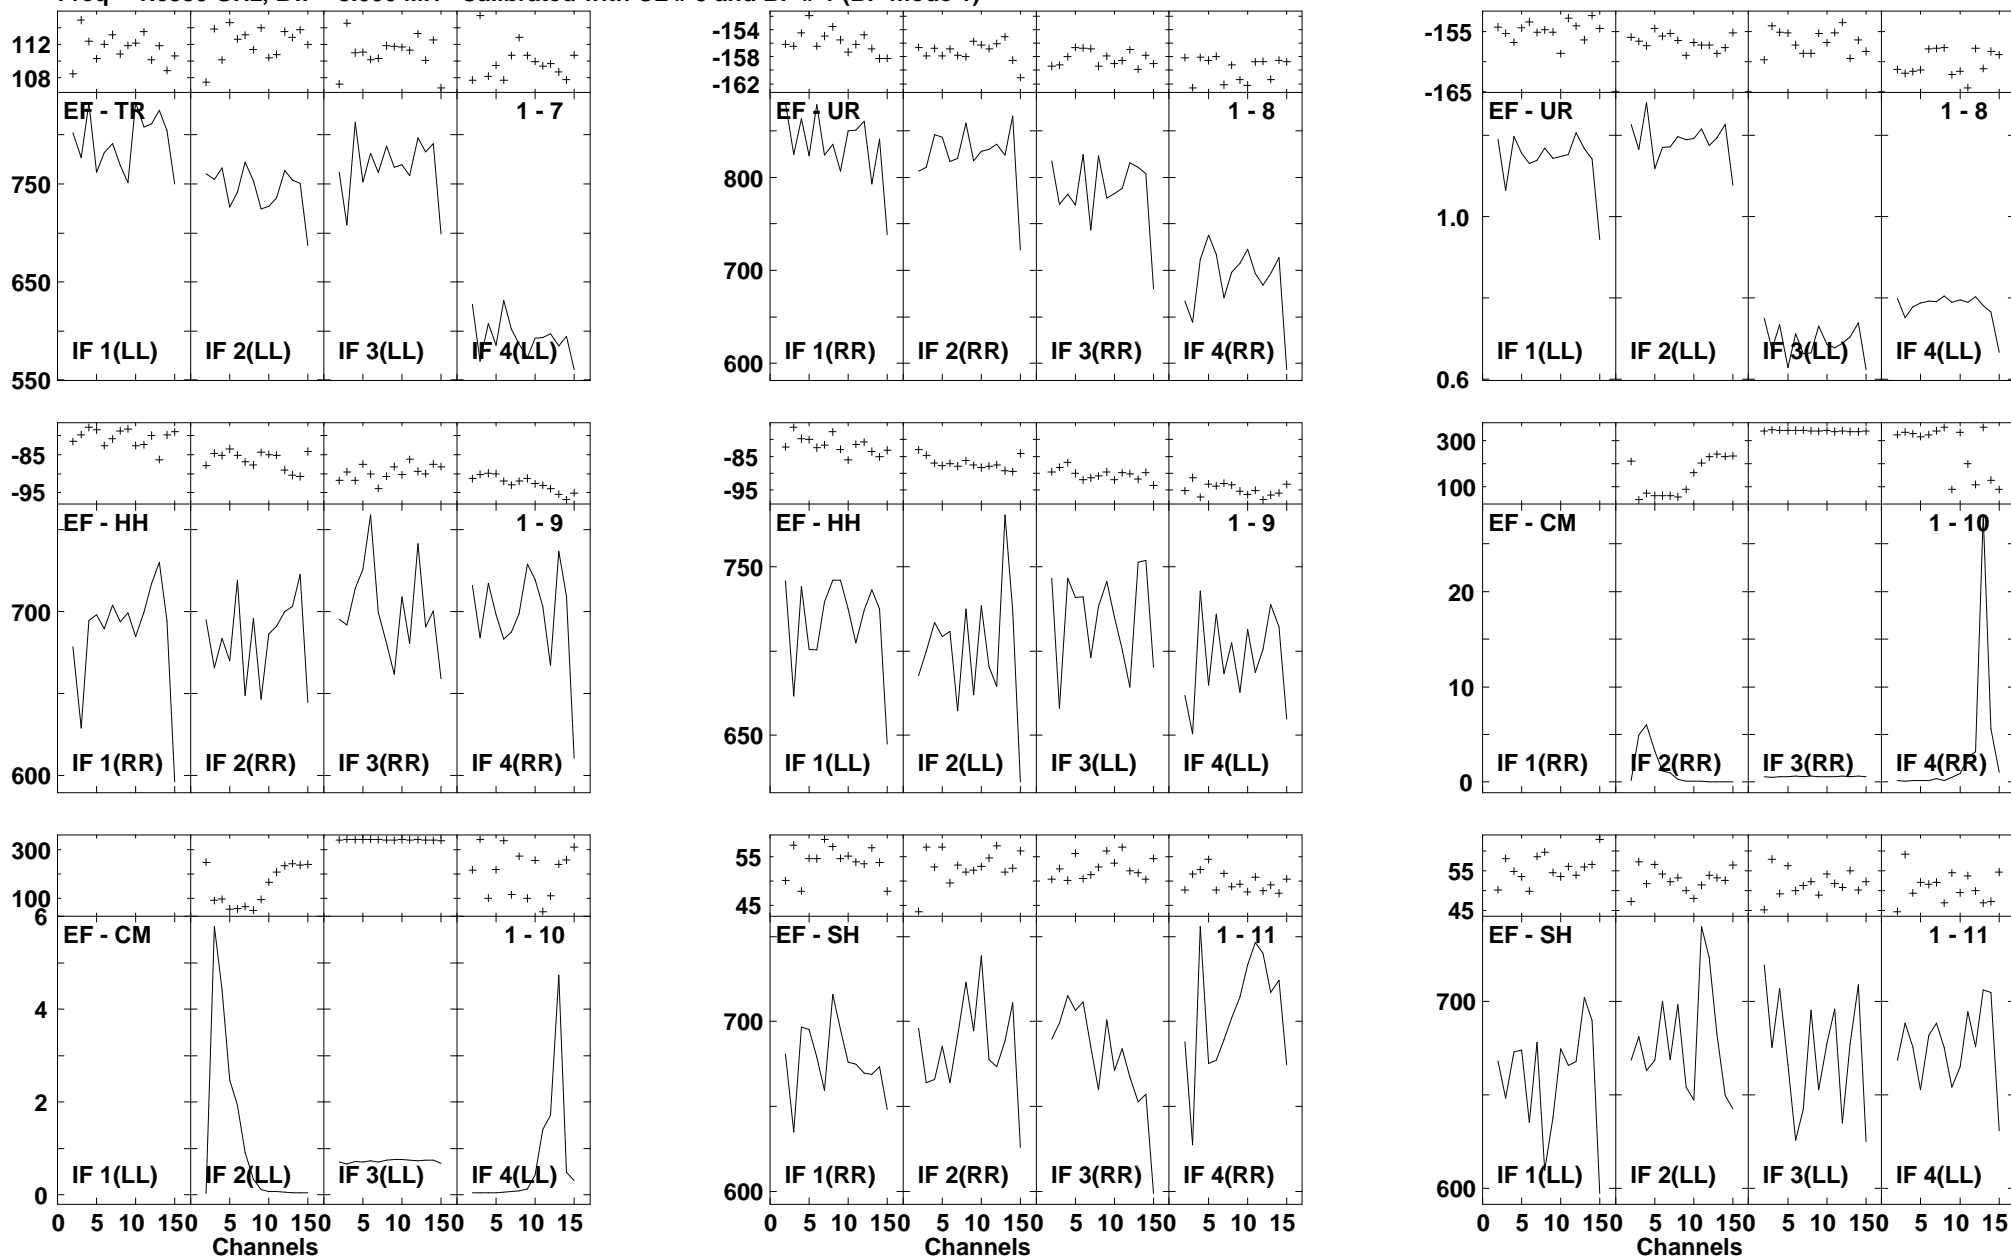 112
108
EF - TR
1 - 7
750
650
550
IF 1(LL) IF 2(LL) IF 3(LL) IF 4(LL)
-154
-158
-162
EF - UR
1 - 8
800
700
600
IF 1(RR) IF 2(RR) IF 3(RR) IF 4(RR)
-155
-165
EF - UR
1 - 8
1.0
0.6
IF 1(LL) IF 2(LL) IF 3(LL) IF 4(LL)
-85
-95
EF - HH
1 - 9
700
600
IF 1(RR) IF 2(RR) IF 3(RR) IF 4(RR)
-85
-95
EF - HH
1 - 9
750
650
IF 1(LL) IF 2(LL) IF 3(LL) IF 4(LL)
300
100
EF - CM
1 - 10
20
10
0
IF 1(RR) IF 2(RR) IF 3(RR) IF 4(RR)
300
100
6
EF - CM
1 - 10
4
2
0
IF 1(LL) IF 2(LL) IF 3(LL) IF 4(LL)
0 5 10 150 5 10 150 5 10 150 5 10 15
Channels
55
45
EF - SH
1 - 11
700
600
IF 1(RR) IF 2(RR) IF 3(RR) IF 4(RR)
0 5 10 150 5 10 150 5 10 150 5 10 15
Channels
55
45
EF - SH
1 - 11
700
600
IF 1(LL) IF 2(LL) IF 3(LL) IF 4(LL)
0 5 10 150 5 10 150 5 10 150 5 10 15
Channels